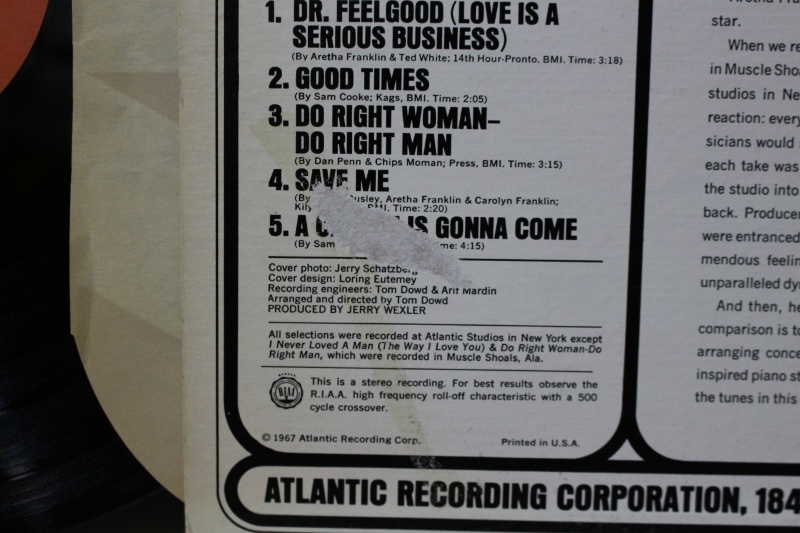 1. DR. FEELGOOD (LOVE IS A
SERIOUS BUSINESS)
(By Aretha Franklin & Ted White; 14th Hour-Pronto, BMI. Time: 3:18)
2. GOOD TIMES
(By Sam Cooke; Kags, BMI. Time: 2:05)
3. DO RIGHT WOMAN–
DO RIGHT MAN
(By Dan Penn & Chips Moman; Press, BMI. Time: 3:15)
4. SAVE ME
(By Aretha Franklin & Carolyn Franklin;
BMI. Time: 2:20)
5. A IS GONNA COME
(By Sam 4:15)
Cover photo: Jerry Schatzberg
Cover design: Loring Eutemey
Recording engineers: Tom Dowd & Arif Mardin
Arranged and directed by Tom Dowd
PRODUCED BY JERRY WEXLER
All selections were recorded at Atlantic Studios in New York except
I Never Loved A Man (The Way I Love You) & Do Right Woman-Do
Right Man, which were recorded in Muscle Shoals, Ala.
This is a stereo recording. For best results observe the
R.I.A.A. high frequency roll-off characteristic with a 500
cycle crossover.
© 1967 Atlantic Recording Corp. Printed in U.S.A.
ATLANTIC RECORDING CORPORATION, 184
star.
When we re
in Muscle Shoa
studios in Ne
reaction: every
sicians would
each take was
the studio into
back. Producer
were entranced
mendous feelin
unparalleled dy
And then, he
comparison is to
arranging conce
inspired piano st
the tunes in this